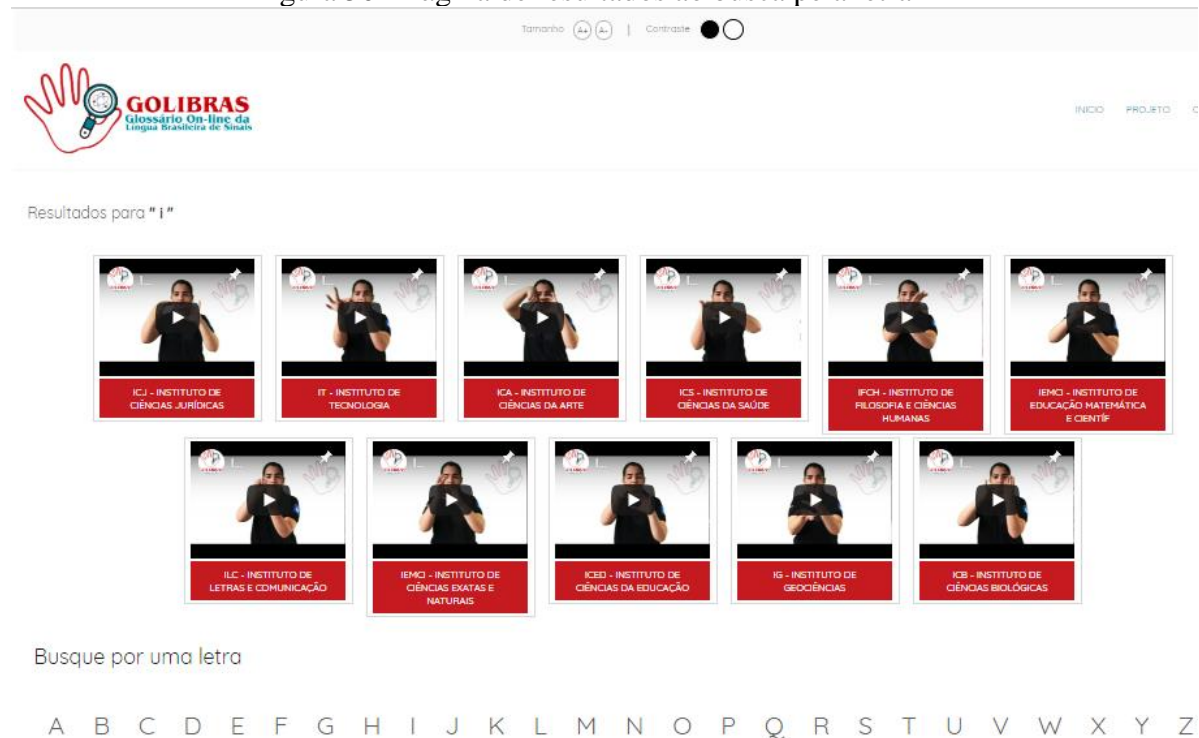 Tamanho A+ A- | Contraste
GOLIBRAS
Glossário On-line da
Língua Brasileira de Sinais
INICIO PROJETO
Resultados para " i "
ICJ - INSTITUTO DE
CIÊNCIAS JURÍDICAS
IT - INSTITUTO DE
TECNOLOGIA
ICA - INSTITUTO DE
CIÊNCIAS DA ARTE
ICS - INSTITUTO DE
CIÊNCIAS DA SAÚDE
IFCH - INSTITUTO DE
FILOSOFIA E CIÊNCIAS
HUMANAS
IEMCI - INSTITUTO DE
EDUCAÇÃO MATEMÁTICA
E CIENTÍF
ILC - INSTITUTO DE
LETRAS E COMUNICAÇÃO
IEMCI - INSTITUTO DE
CIÊNCIAS EXATAS E
NATURAIS
ICED - INSTITUTO DE
CIÊNCIAS DA EDUCAÇÃO
IG - INSTITUTO DE
GEOCIÊNCIAS
ICB - INSTITUTO DE
CIÊNCIAS BIOLÓGICAS
Busque por uma letra
A B C D E F G H I J K L M N O P Q R S T U V W X Y Z